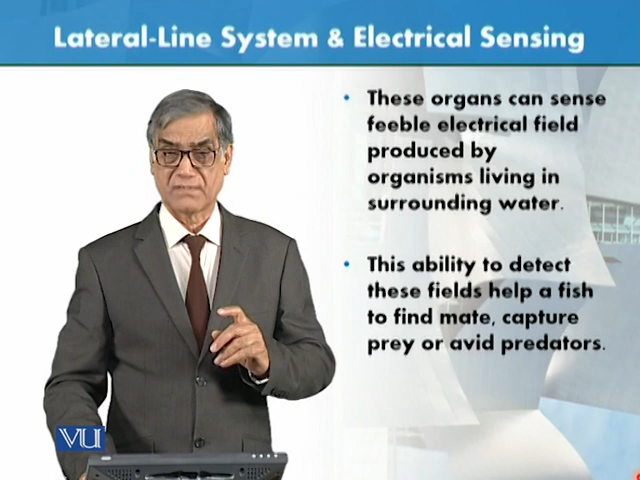 Lateral-Line System & Electrical Sensing
• These organs can sense
feeble electrical field
produced by
organisms living in
surrounding water.
• This ability to detect
these fields help a fish
to find mate, capture
prey or avid predators.
VU